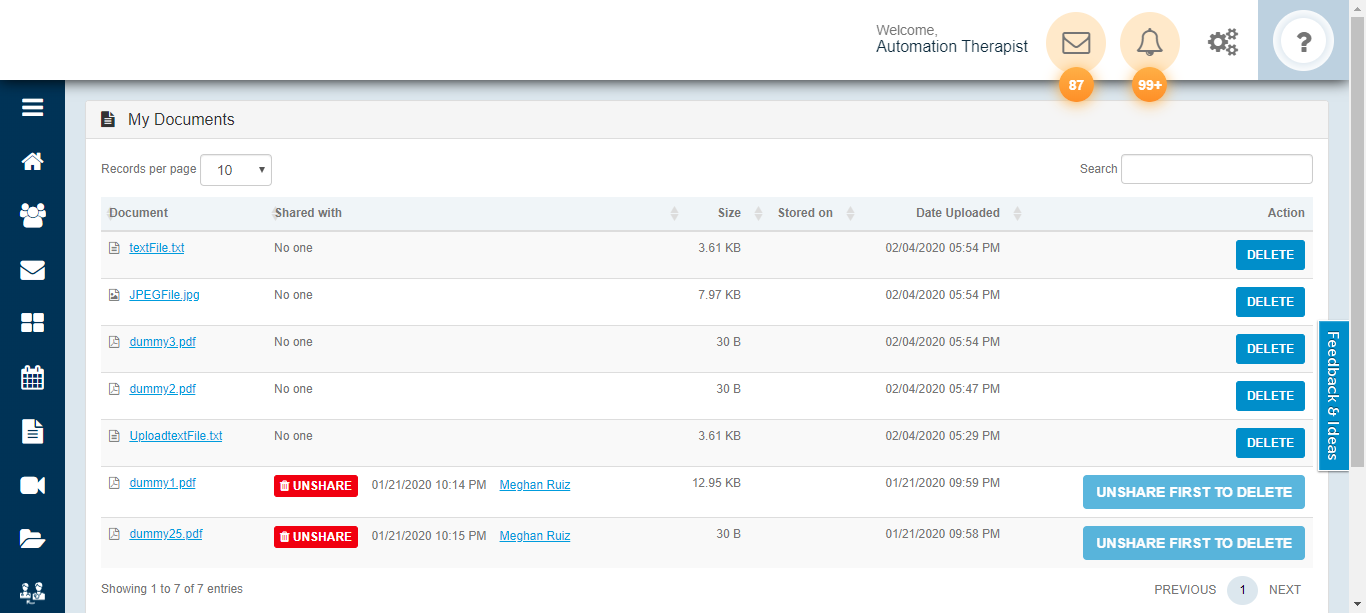 Welcome,
Automation Therapist
87
99+
?
My Documents
Records per page 10
Search
Document Shared with Size Stored on Date Uploaded Action
textFile.txt No one 3.61 KB 02/04/2020 05:54 PM DELETE
JPEGFile.jpg No one 7.97 KB 02/04/2020 05:54 PM DELETE
dummy3.pdf No one 30 B 02/04/2020 05:54 PM DELETE
dummy2.pdf No one 30 B 02/04/2020 05:47 PM DELETE
UploadtextFile.txt No one 3.61 KB 02/04/2020 05:29 PM DELETE
dummy1.pdf UNSHARE 01/21/2020 10:14 PM Meghan Ruiz 12.95 KB 01/21/2020 09:59 PM UNSHARE FIRST TO DELETE
dummy25.pdf UNSHARE 01/21/2020 10:15 PM Meghan Ruiz 30 B 01/21/2020 09:58 PM UNSHARE FIRST TO DELETE
Showing 1 to 7 of 7 entries
PREVIOUS 1 NEXT
Feedback & Ideas